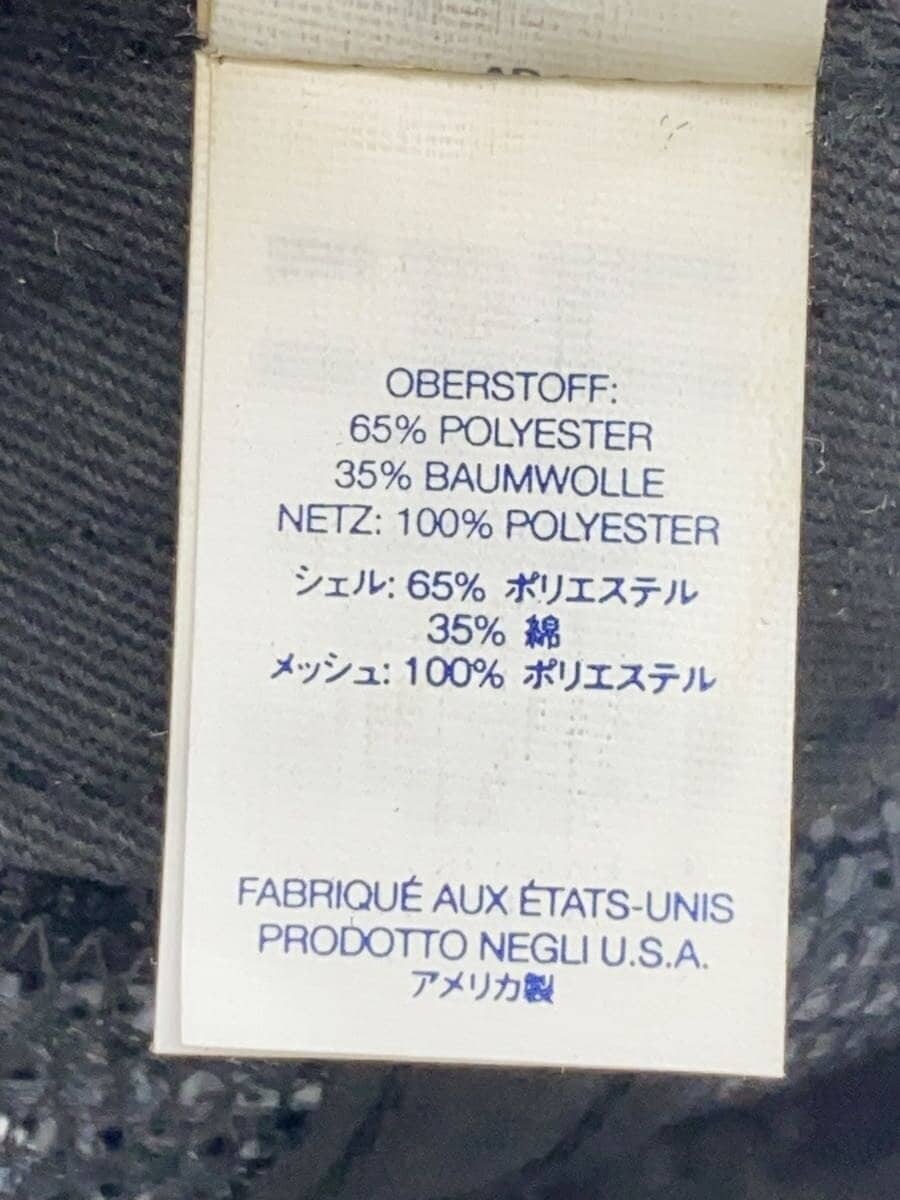 OBERSTOFF:
65% POLYESTER
35% BAUMWOLLE
NETZ: 100% POLYESTER
シェル: 65% ポリエステル
35% 綿
メッシュ: 100% ポリエステル
FABRIQUÉ AUX ÉTATS-UNIS
PRODOTTO NEGLI U.S.A.
アメリカ製